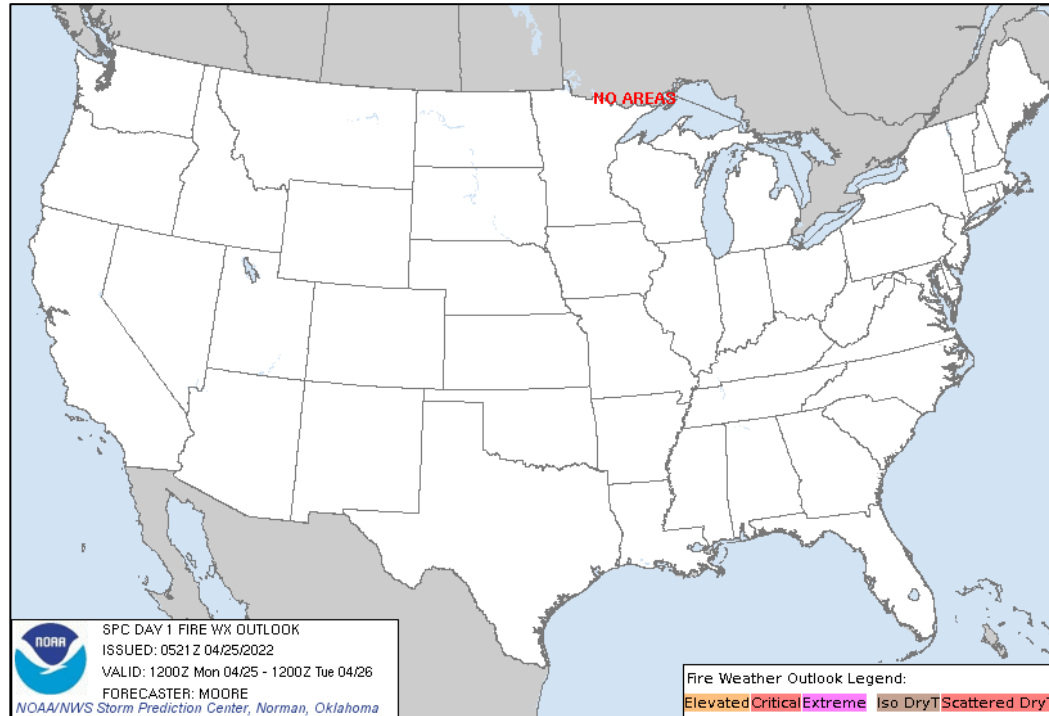 NO AREAS
NOAA
SPC DAY 1 FIRE WX OUTLOOK
ISSUED: 0521Z 04/25/2022
VALID: 1200Z Mon 04/25 - 1200Z Tue 04/26
FORECASTER: MOORE
NOAA/NWS Storm Prediction Center, Norman, Oklahoma
Fire Weather Outlook Legend:
Elevated Critical Extreme Iso DryT Scattered DryT